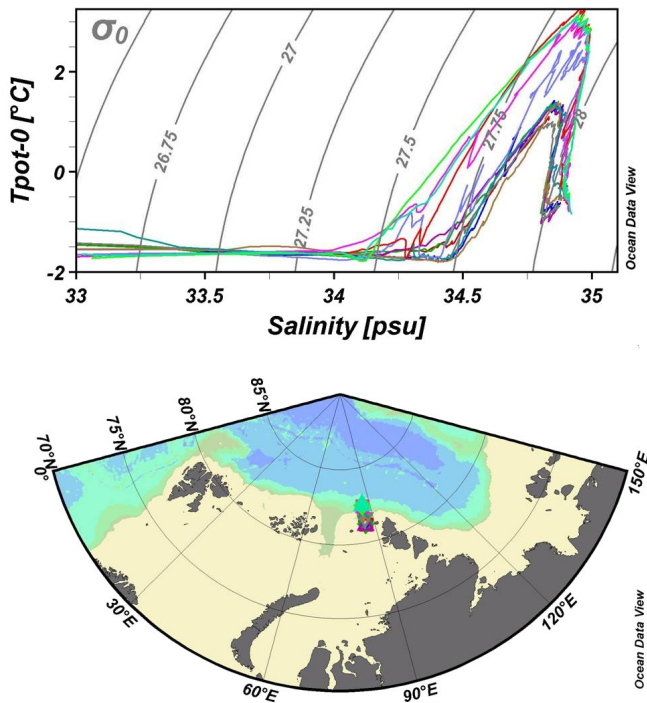 σ0
Tpot-0 [°C]
2
0
-2
26.75
27
27.25
27.5
27.75
28
33
33.5
34
34.5
35
Salinity [psu]
Ocean Data View
70°N
75°N
80°N
85°N
0°
30°E
60°E
90°E
120°E
150°E
Ocean Data View